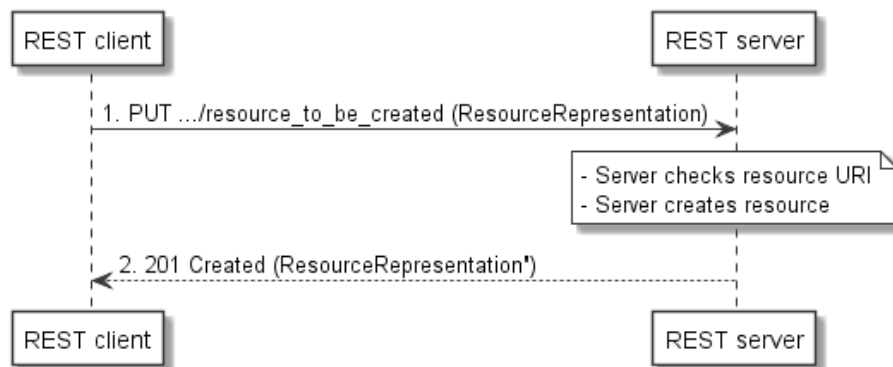 REST client REST server
1. PUT .../resource_to_be_created (ResourceRepresentation)
- Server checks resource URI
- Server creates resource
2. 201 Created (ResourceRepresentation")
REST client REST server